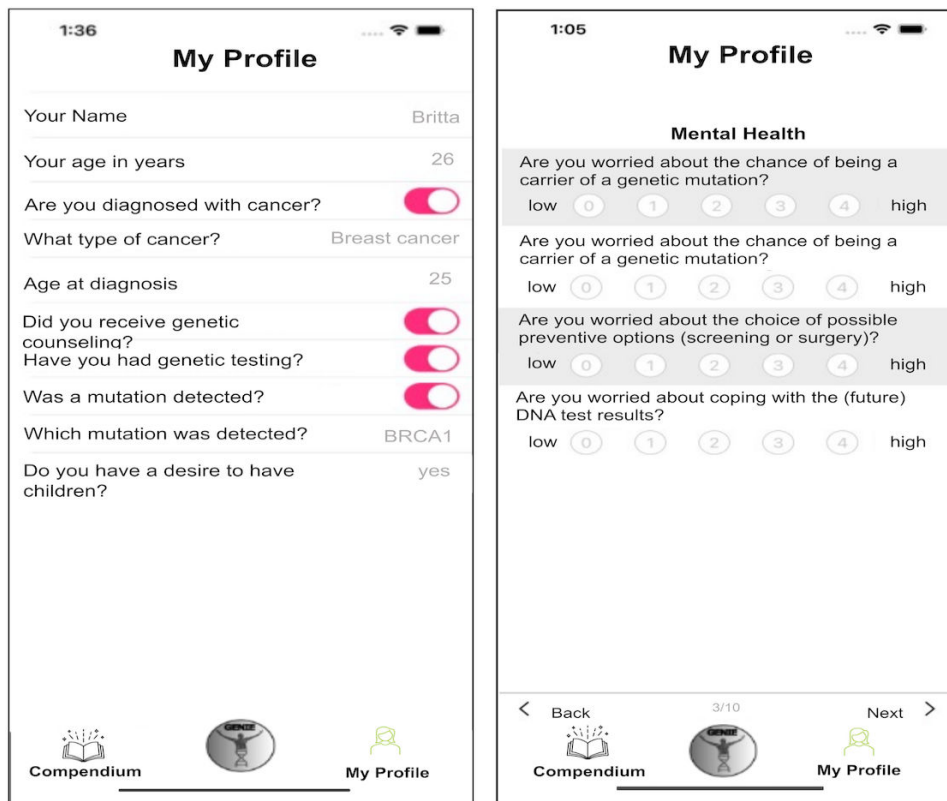 1:36
My Profile
Your Name Britta
Your age in years 26
Are you diagnosed with cancer?
What type of cancer? Breast cancer
Age at diagnosis 25
Did you receive genetic
counseling?
Have you had genetic testing?
Was a mutation detected?
Which mutation was detected? BRCA1
Do you have a desire to have yes
children?
GENIE
Compendium
My Profile
1:05
My Profile
Mental Health
Are you worried about the chance of being a
carrier of a genetic mutation?
low 0 1 2 3 4 high
Are you worried about the chance of being a
carrier of a genetic mutation?
low 0 1 2 3 4 high
Are you worried about the choice of possible
preventive options (screening or surgery)?
low 0 1 2 3 4 high
Are you worried about coping with the (future)
DNA test results?
low 0 1 2 3 4 high
< Back 3/10 Next >
GENIE
Compendium
My Profile